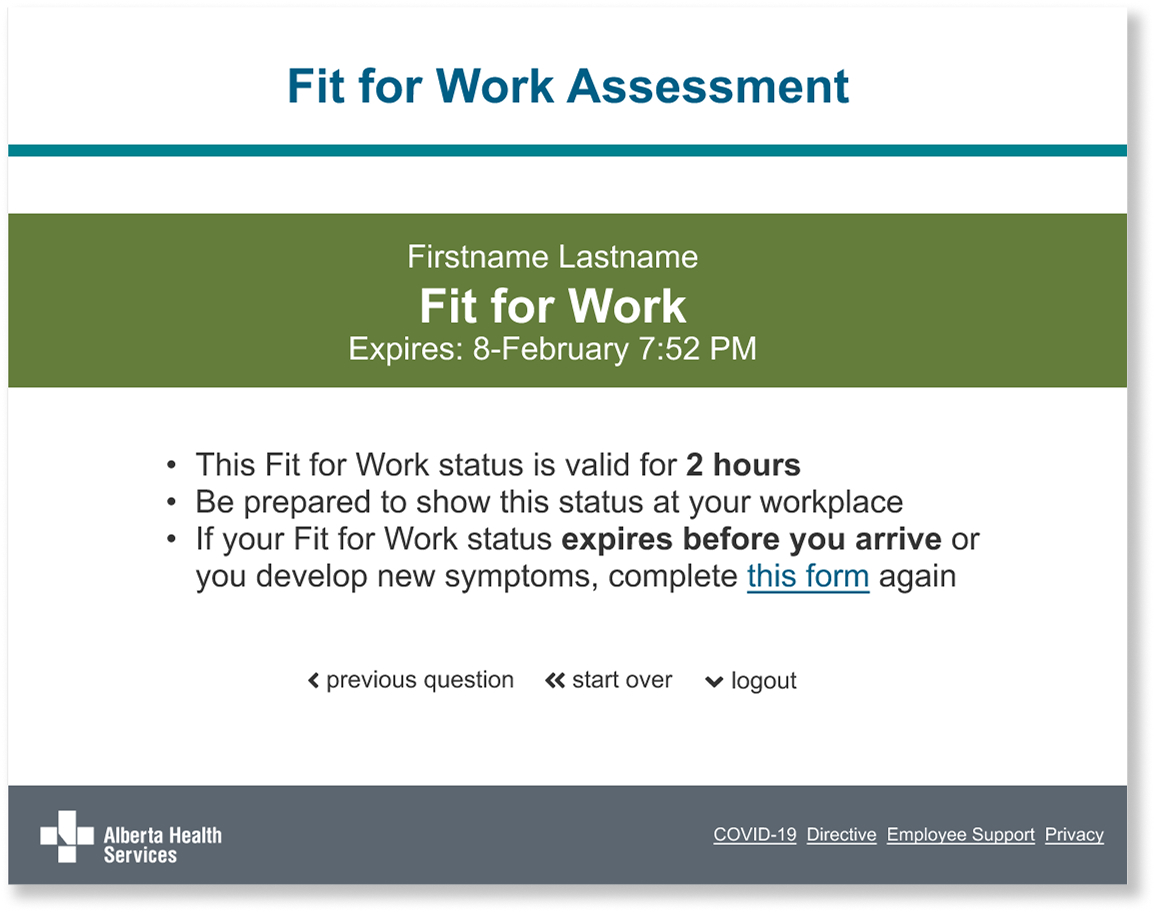 Fit for Work Assessment
Firstname Lastname
Fit for Work
Expires: 8-February 7:52 PM
• This Fit for Work status is valid for 2 hours
• Be prepared to show this status at your workplace
• If your Fit for Work status expires before you arrive or
you develop new symptoms, complete this form again
previous question start over logout
Alberta Health
Services
COVID-19 Directive Employee Support Privacy